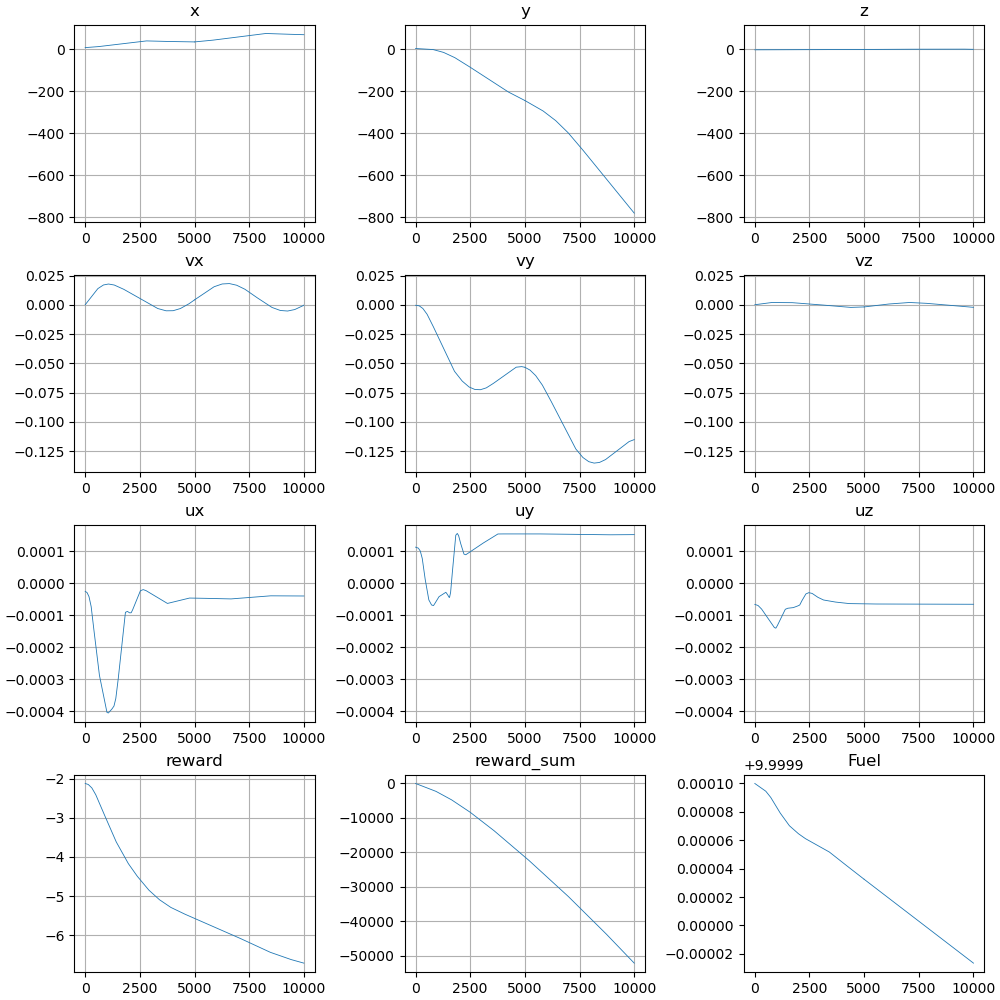 x y z
0 0 0
−200 −200 −200
−400 −400 −400
−600 −600 −600
−800 −800 −800
0 2500 5000 7500 10000 0 2500 5000 7500 10000 0 2500 5000 7500 10000
vx vy vz
0.025 0.025 0.025
0.000 0.000 0.000
−0.025 −0.025 −0.025
−0.050 −0.050 −0.050
−0.075 −0.075 −0.075
−0.100 −0.100 −0.100
−0.125 −0.125 −0.125
0 2500 5000 7500 10000 0 2500 5000 7500 10000 0 2500 5000 7500 10000
ux uy uz
0.0001 0.0001 0.0001
0.0000 0.0000 0.0000
−0.0001 −0.0001 −0.0001
−0.0002 −0.0002 −0.0002
−0.0003 −0.0003 −0.0003
−0.0004 −0.0004 −0.0004
0 2500 5000 7500 10000 0 2500 5000 7500 10000 0 2500 5000 7500 10000
reward reward_sum +9.9999 Fuel
−2 0 0.00010
−3 −10000 0.00008
−4 −20000 0.00006
−5 −30000 0.00004
−6 −40000 0.00002
−50000 0.00000
−0.00002
0 2500 5000 7500 10000 0 2500 5000 7500 10000 0 2500 5000 7500 10000